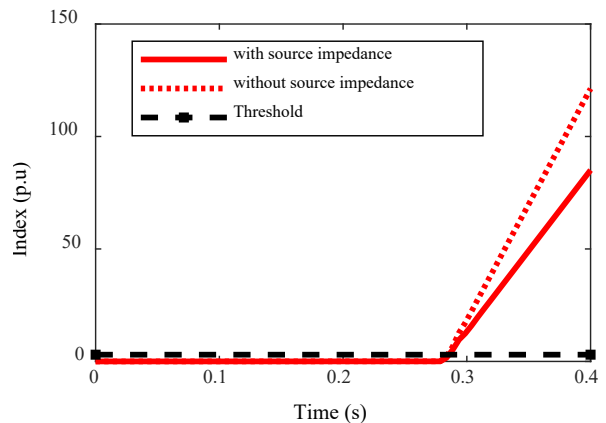 150
100
50
0
Index (p.u)
with source impedance
without source impedance
Threshold
0
0.1
0.2
0.3
0.4
Time (s)